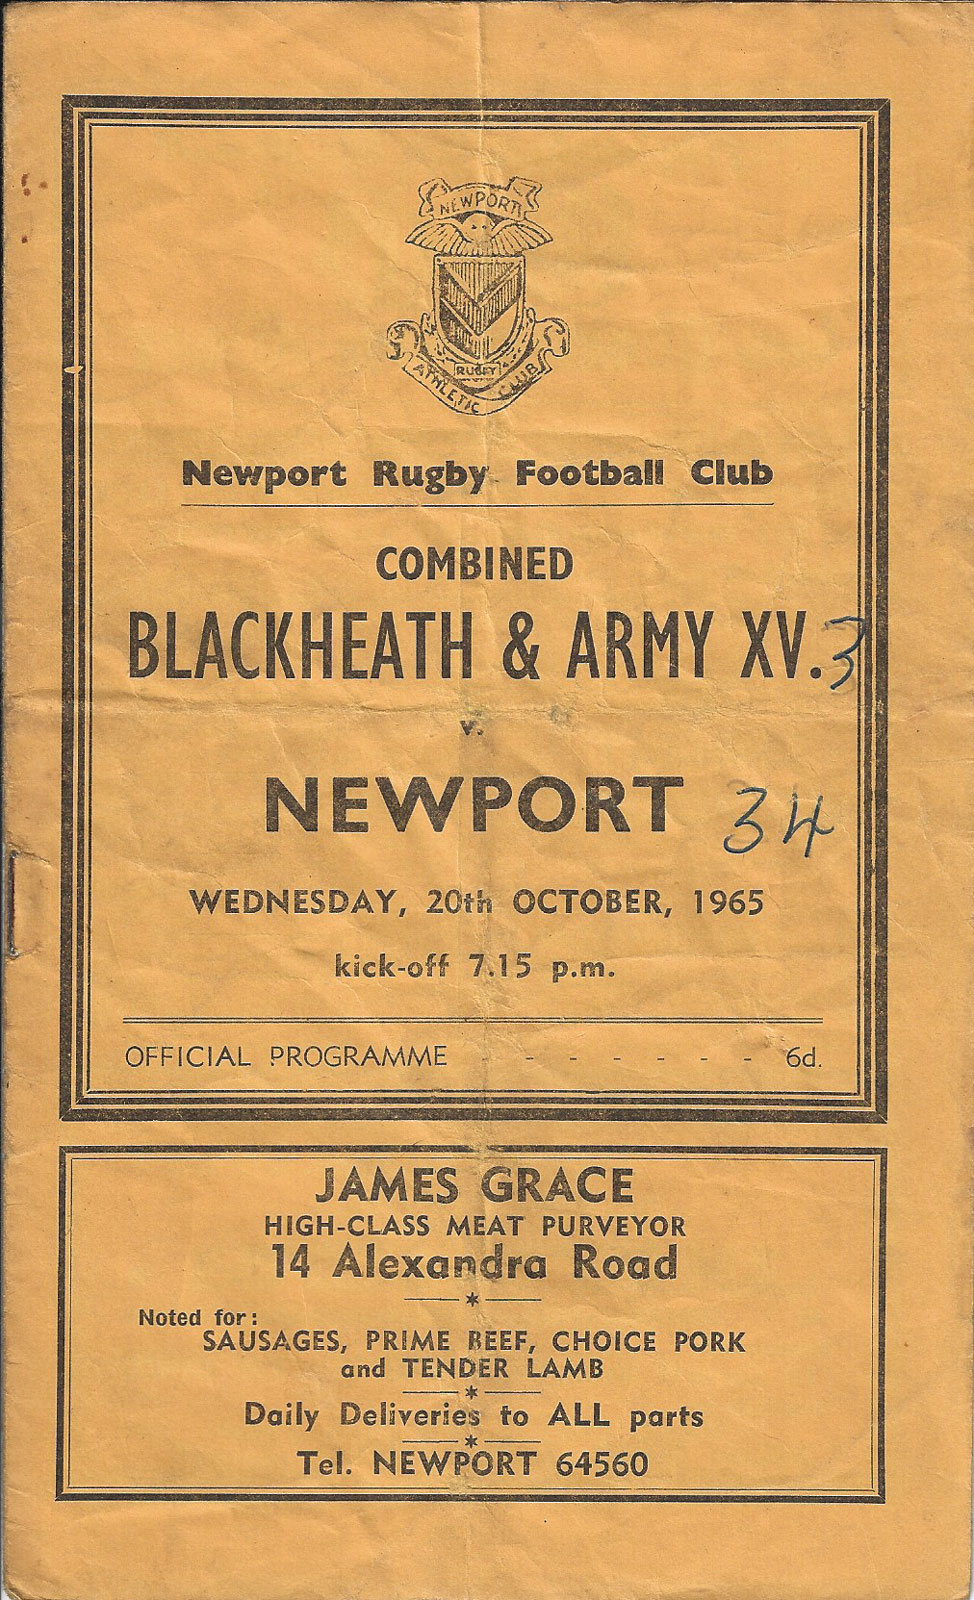 NEWPORT
RUGBY
ATHLETIC CLUB
Newport Rugby Football Club
COMBINED
BLACKHEATH & ARMY XV. 3
v.
NEWPORT 34
WEDNESDAY, 20th OCTOBER, 1965
kick-off 7.15 p.m.
OFFICIAL PROGRAMME - - - - - - - - 6d.
JAMES GRACE
HIGH-CLASS MEAT PURVEYOR
14 Alexandra Road
Noted for:
SAUSAGES, PRIME BEEF, CHOICE PORK
and TENDER LAMB
Daily Deliveries to ALL parts
Tel. NEWPORT 64560